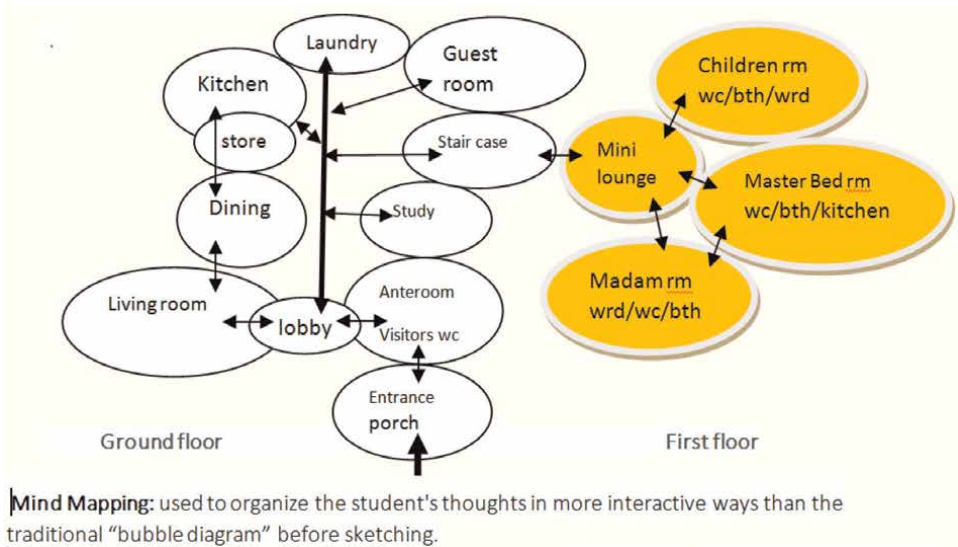 Laundry
Guest
room
Kitchen
store
Stair case
Dining
Study
Living room
lobby
Anteroom
Visitors wc
Entrance
porch
Ground floor
Children rm
wc/bth/wrd
Mini
lounge
Master Bed rm
wc/bth/kitchen
Madam rm
wrd/wc/bth
First floor
Mind Mapping: used to organize the student's thoughts in more interactive ways than the
traditional “bubble diagram” before sketching.